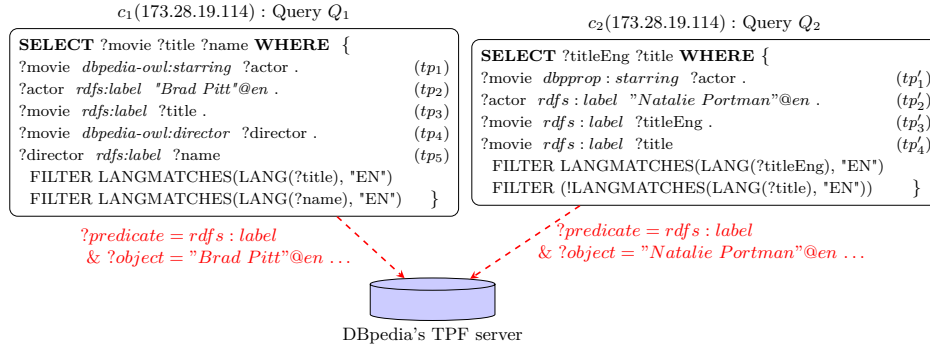 c1(173.28.19.114) : Query Q1
SELECT ?movie ?title ?name WHERE {
?movie dbpedia-owl:starring ?actor . (tp1)
?actor rdfs:label "Brad Pitt"@en . (tp2)
?movie rdfs:label ?title . (tp3)
?movie dbpedia-owl:director ?director . (tp4)
?director rdfs:label ?name (tp5)
FILTER LANGMATCHES(LANG(?title), "EN")
FILTER LANGMATCHES(LANG(?name), "EN") }
c2(173.28.19.114) : Query Q2
SELECT ?titleEng ?title WHERE {
?movie dbpprop : starring ?actor . (tp′1)
?actor rdfs : label ”Natalie Portman”@en . (tp′2)
?movie rdfs : label ?titleEng . (tp′3)
?movie rdfs : label ?title (tp′4)
FILTER LANGMATCHES(LANG(?titleEng), "EN")
FILTER (!LANGMATCHES(LANG(?title), "EN")) }
?predicate = rdfs : label
& ?object = ”Brad Pitt”@en ...
?predicate = rdfs : label
& ?object = ”Natalie Portman”@en ...
DBpedia's TPF server